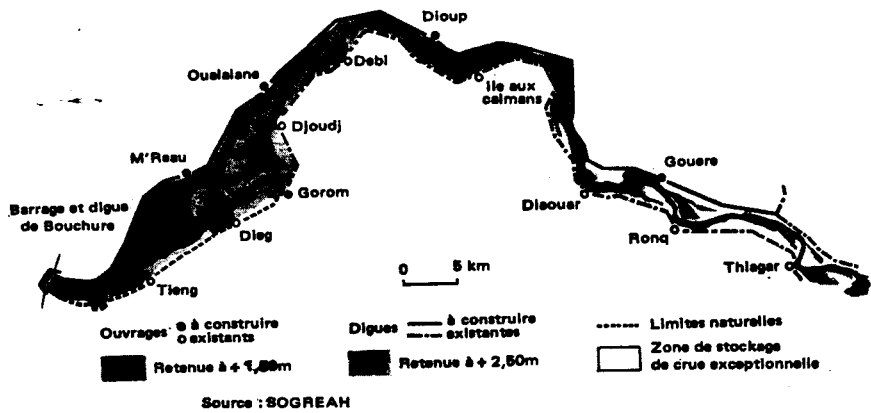 Dioup
Debi
Oualalane
Ile aux
caimans
Djoudj
M'Reau
Gouere
Gorom
Barrage et digue
de Bouchure
Diaouar
Dieg
Ronq
Thiagar
0 5 km
Tieng
Ouvrages à construire
existants
Digues à construire
existantes
Limites naturelles
Retenue à + m
Retenue à + 2,50m
Zone de stockage
de crue exceptionnelle
Source : SOGREAH